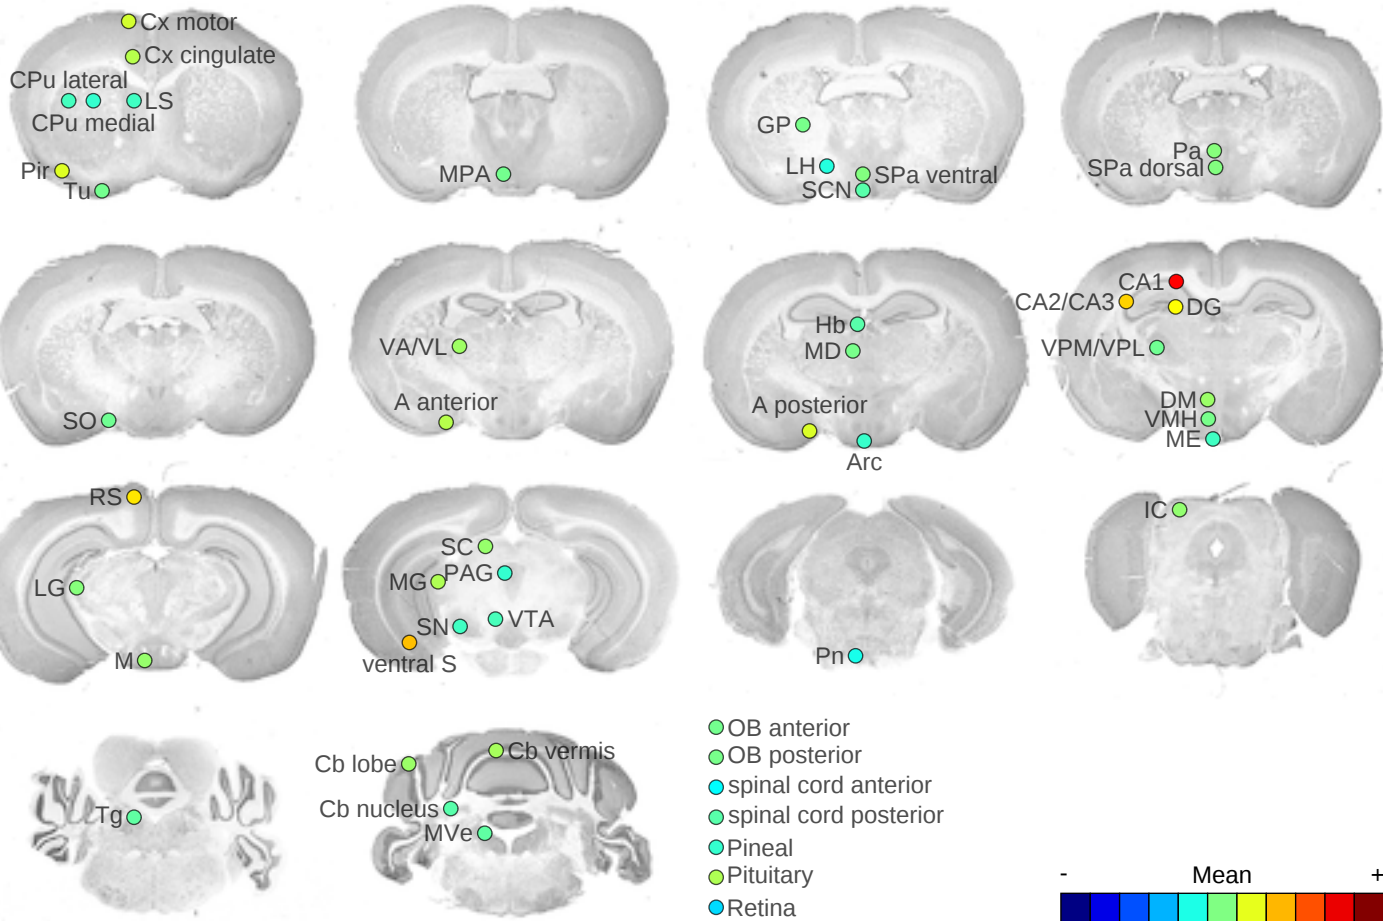 Cx motor
Cx cingulate
CPu lateral
LS
CPu medial
Pir
Tu
MPA
GP
LH
SPa ventral
SCN
Pa
SPa dorsal
SO
VA/VL
A anterior
Hb
MD
A posterior
Arc
CA1
CA2/CA3
DG
VPM/VPL
DM
VMH
ME
RS
LG
M
SC
MG
PAG
SN
VTA
ventral S
Pn
IC
Tg
Cb lobe
Cb vermis
Cb nucleus
MVe
OB anterior
OB posterior
spinal cord anterior
spinal cord posterior
Pineal
Pituitary
Retina
- Mean +